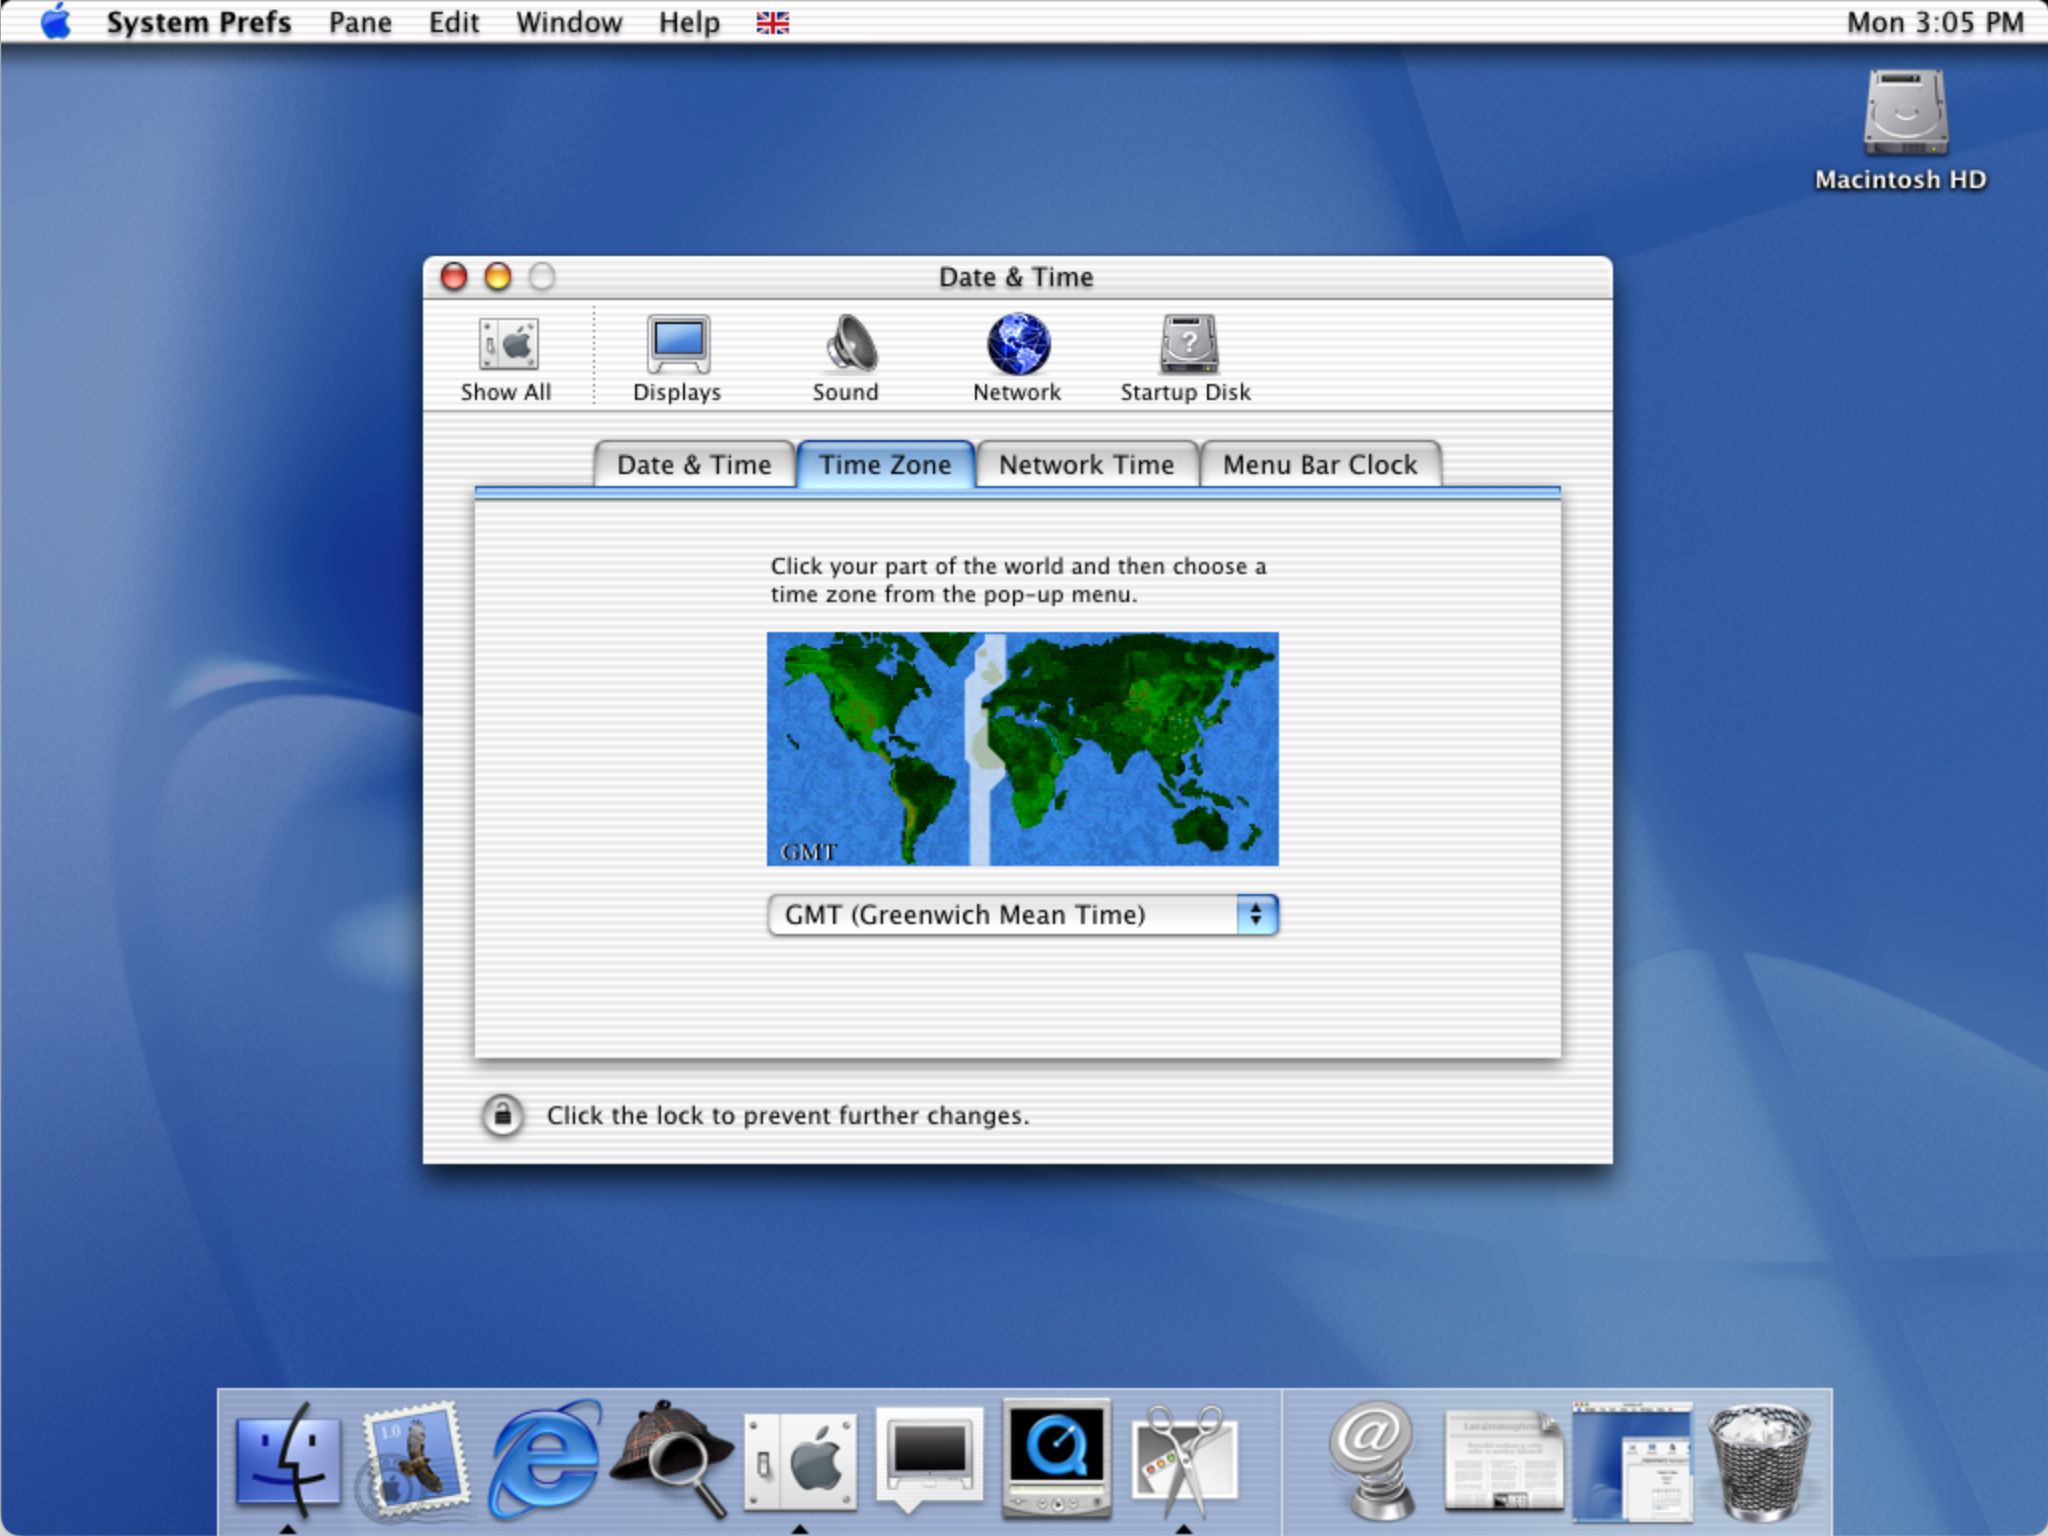 System Prefs Pane Edit Window Help Mon 3:05 PM
Macintosh HD
Date & Time
Show All Displays Sound Network Startup Disk
Date & Time Time Zone Network Time Menu Bar Clock
Click your part of the world and then choose a
time zone from the pop-up menu.
GMT
GMT (Greenwich Mean Time)
Click the lock to prevent further changes.
1.0
@